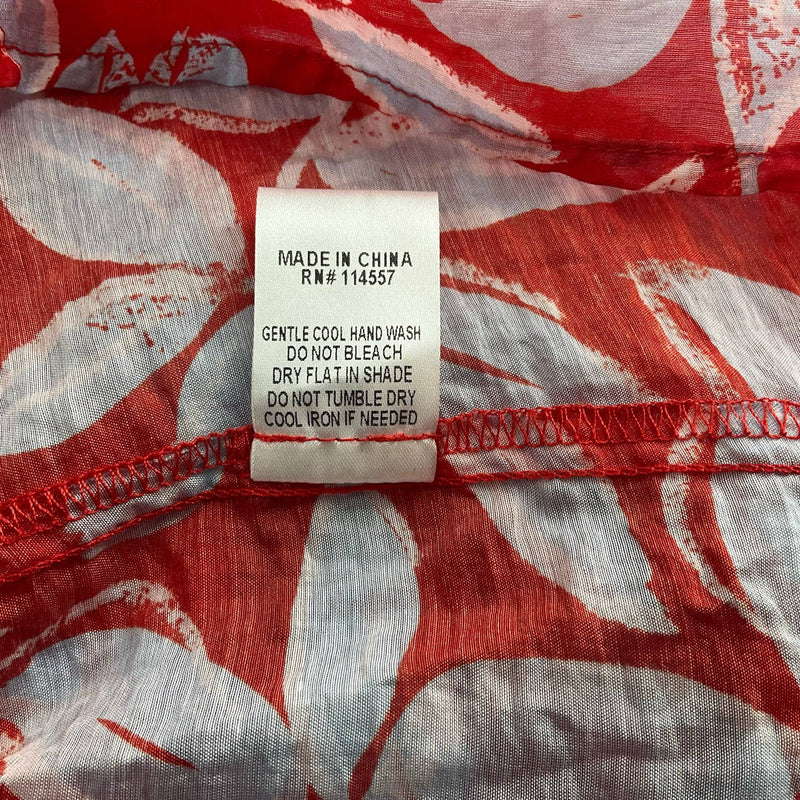 MADE IN CHINA
RN# 114557
GENTLE COOL HAND WASH
DO NOT BLEACH
DRY FLAT IN SHADE
DO NOT TUMBLE DRY
COOL IRON IF NEEDED